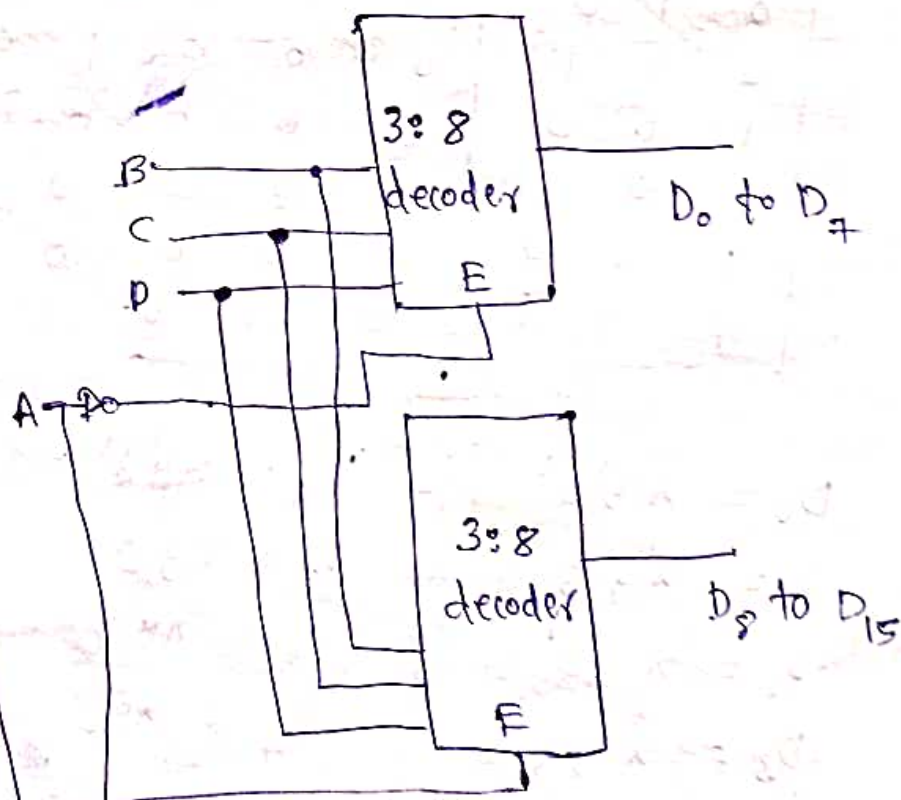 3:8
decoder
B
C
D
E
D₀ to D₇
A
3:8
decoder
E
D₈ to D₁₅